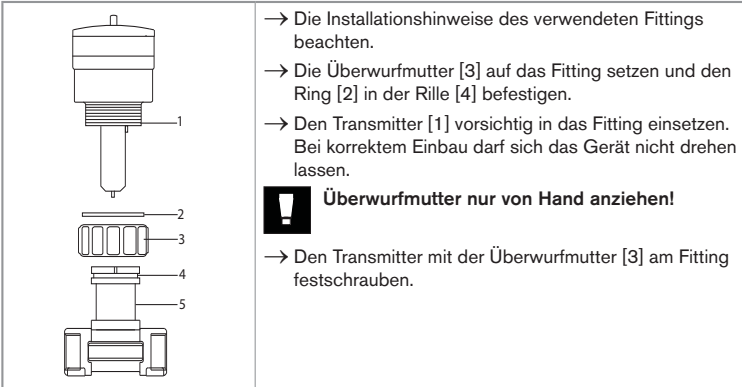 1
2
3
4
5
→ Die Installationshinweise des verwendeten Fittings
beachten.
→ Die Überwurfmutter [3] auf das Fitting setzen und den
Ring [2] in der Rille [4] befestigen.
→ Den Transmitter [1] vorsichtig in das Fitting einsetzen.
Bei korrektem Einbau darf sich das Gerät nicht drehen
lassen.
Überwurfmutter nur von Hand anziehen!
→ Den Transmitter mit der Überwurfmutter [3] am Fitting
festschrauben.